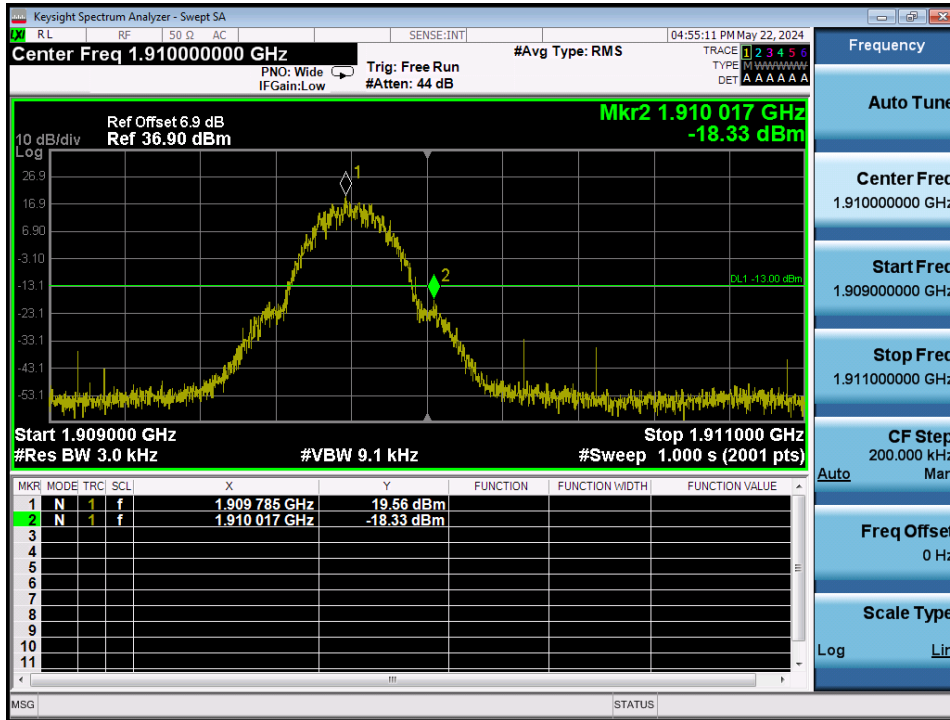 Keysight Spectrum Analyzer - Swept SA
LXI RL RF 50 Ω AC SENSE:INT 04:55:11 PM May 22, 2024
Center Freq 1.910000000 GHz #Avg Type: RMS TRACE 1 2 3 4 5 6
PNO: Wide Trig: Free Run TYPE M W W W W W
IFGain:Low #Atten: 44 dB DET A A A A A A
Mkr2 1.910 017 GHz
-18.33 dBm
Ref Offset 6.9 dB
10 dB/div Ref 36.90 dBm
Log
26.9
16.9
6.90
-3.10
-13.1
-23.1
-33.1
-43.1
-53.1
1
2
DL1 -13.00 dBm
Start 1.909000 GHz Stop 1.911000 GHz
#Res BW 3.0 kHz #VBW 9.1 kHz #Sweep 1.000 s (2001 pts)
MKR MODE TRC SCL X Y FUNCTION FUNCTION WIDTH FUNCTION VALUE
1 N 1 f 1.909 785 GHz 19.56 dBm
2 N 1 f 1.910 017 GHz -18.33 dBm
3
4
5
6
7
8
9
10
11
MSG STATUS
Frequency
Auto Tune
Center Freq
1.910000000 GHz
Start Freq
1.909000000 GHz
Stop Freq
1.911000000 GHz
CF Step
200.000 kHz
Auto Man
Freq Offset
0 Hz
Scale Type
Log Lin